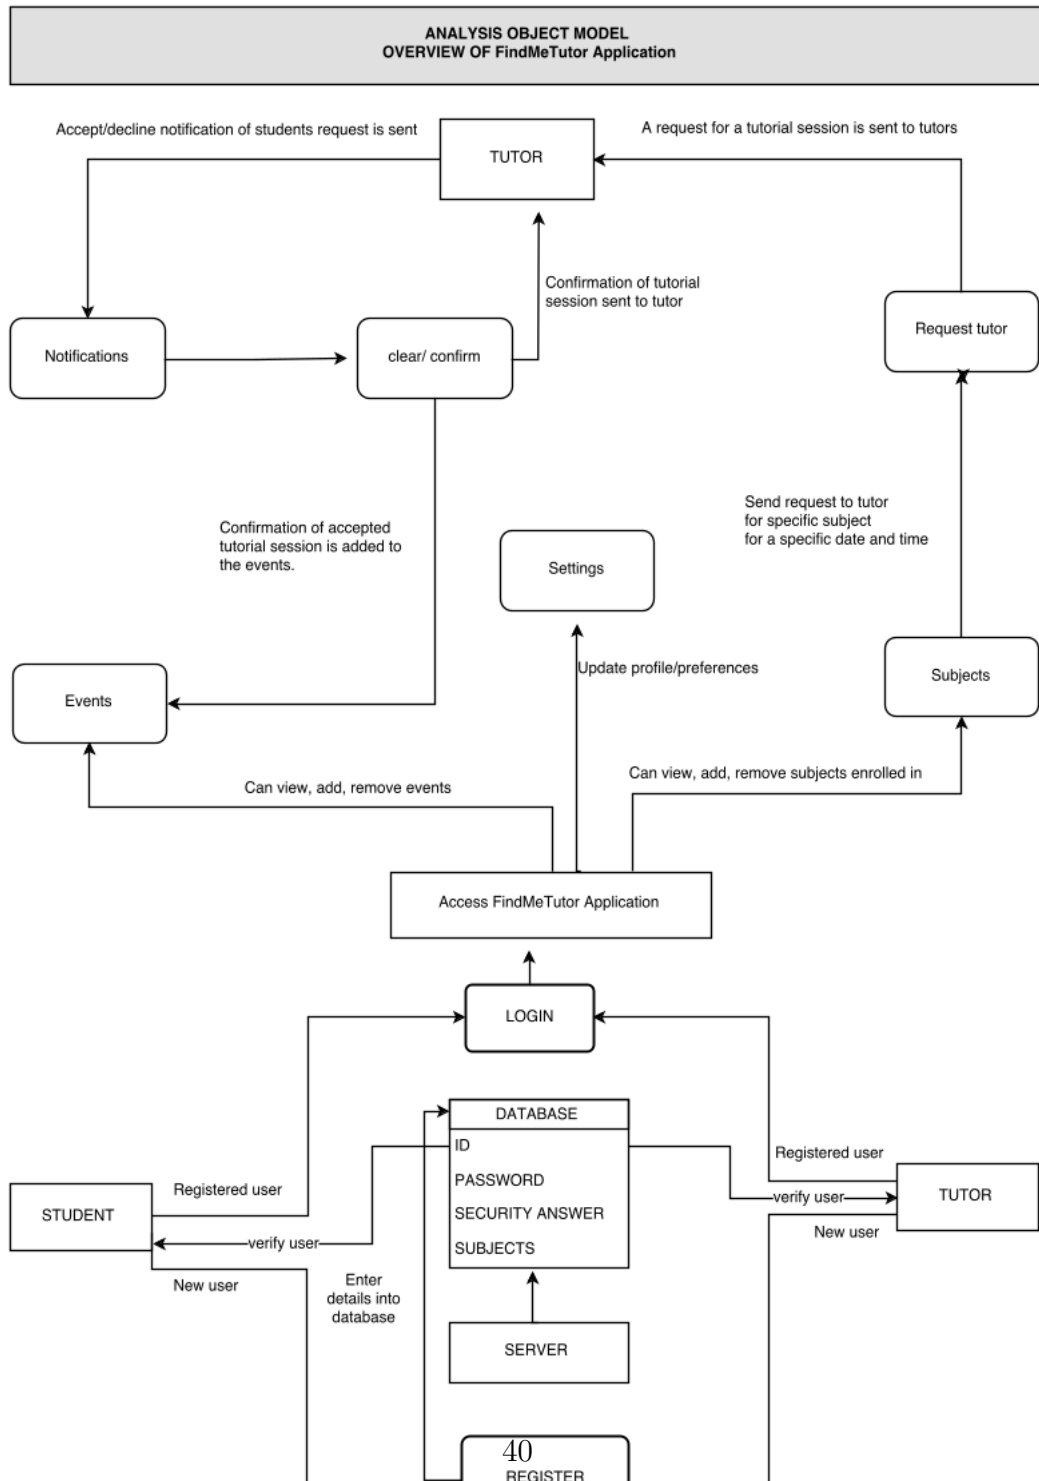 ANALYSIS OBJECT MODEL
OVERVIEW OF FindMeTutor Application
Accept/decline notification of students request is sent
TUTOR
A request for a tutorial session is sent to tutors
Confirmation of tutorial
session sent to tutor
Notifications
clear/ confirm
Request tutor
Send request to tutor
for specific subject
for a specific date and time
Confirmation of accepted
tutorial session is added to
the events.
Settings
Update profile/preferences
Events
Subjects
Can view, add, remove events
Can view, add, remove subjects enrolled in
Access FindMeTutor Application
LOGIN
DATABASE
ID
PASSWORD
SECURITY ANSWER
SUBJECTS
Registered user
STUDENT
verify user
New user
Registered user
verify user
TUTOR
New user
Enter
details into
database
SERVER
40
REGISTER